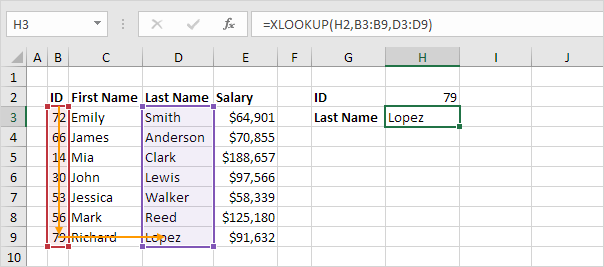 H3 =XLOOKUP(H2,B3:B9,D3:D9)
A B C D E F G H I J
1
2 ID First Name Last Name Salary ID 79
3 72 Emily Smith $64,901 Last Name Lopez
4 66 James Anderson $70,855
5 14 Mia Clark $188,657
6 30 John Lewis $97,566
7 53 Jessica Walker $58,339
8 56 Mark Reed $125,180
9 79 Richard Lopez $91,632
10